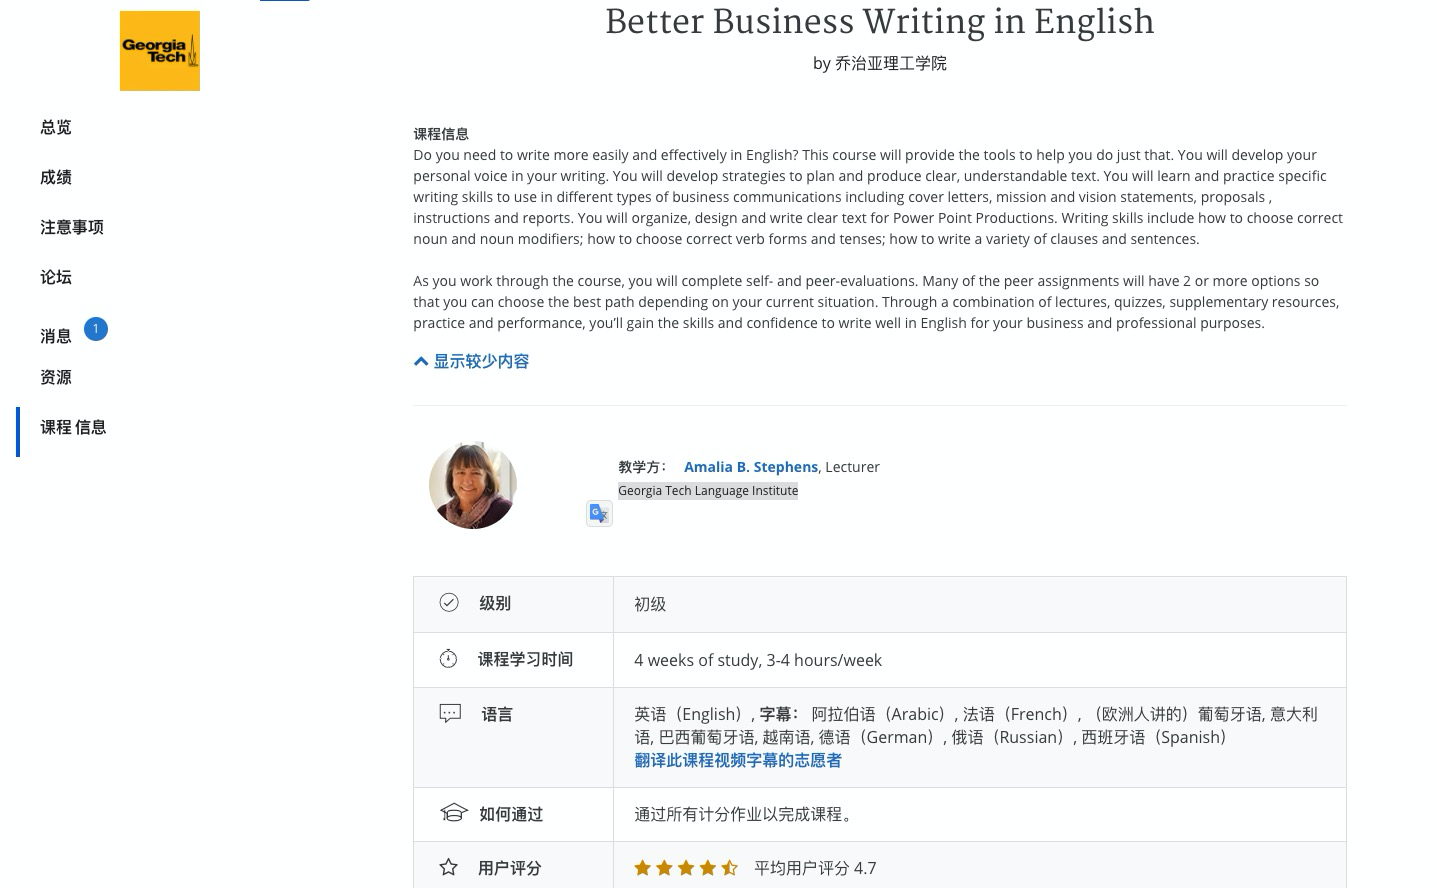 Georgia
Tech
总览
成绩
注意事项
论坛
消息 1
资源
课程 信息
Better Business Writing in English
by 乔治亚理工学院
课程信息
Do you need to write more easily and effectively in English? This course will provide the tools to help you do just that. You will develop your
personal voice in your writing. You will develop strategies to plan and produce clear, understandable text. You will learn and practice specific
writing skills to use in different types of business communications including cover letters, mission and vision statements, proposals ,
instructions and reports. You will organize, design and write clear text for Power Point Productions. Writing skills include how to choose correct
noun and noun modifiers; how to choose correct verb forms and tenses; how to write a variety of clauses and sentences.
As you work through the course, you will complete self- and peer-evaluations. Many of the peer assignments will have 2 or more options so
that you can choose the best path depending on your current situation. Through a combination of lectures, quizzes, supplementary resources,
practice and performance, you’ll gain the skills and confidence to write well in English for your business and professional purposes.
显示较少内容
教学方： Amalia B. Stephens, Lecturer
Georgia Tech Language Institute
级别 初级
课程学习时间 4 weeks of study, 3-4 hours/week
语言 英语（English）, 字幕： 阿拉伯语（Arabic）, 法语（French）, （欧洲人讲的）葡萄牙语, 意大利
语, 巴西葡萄牙语, 越南语, 德语（German）, 俄语（Russian）, 西班牙语（Spanish）
翻译此课程视频字幕的志愿者
如何通过 通过所有计分作业以完成课程。
用户评分 平均用户评分 4.7